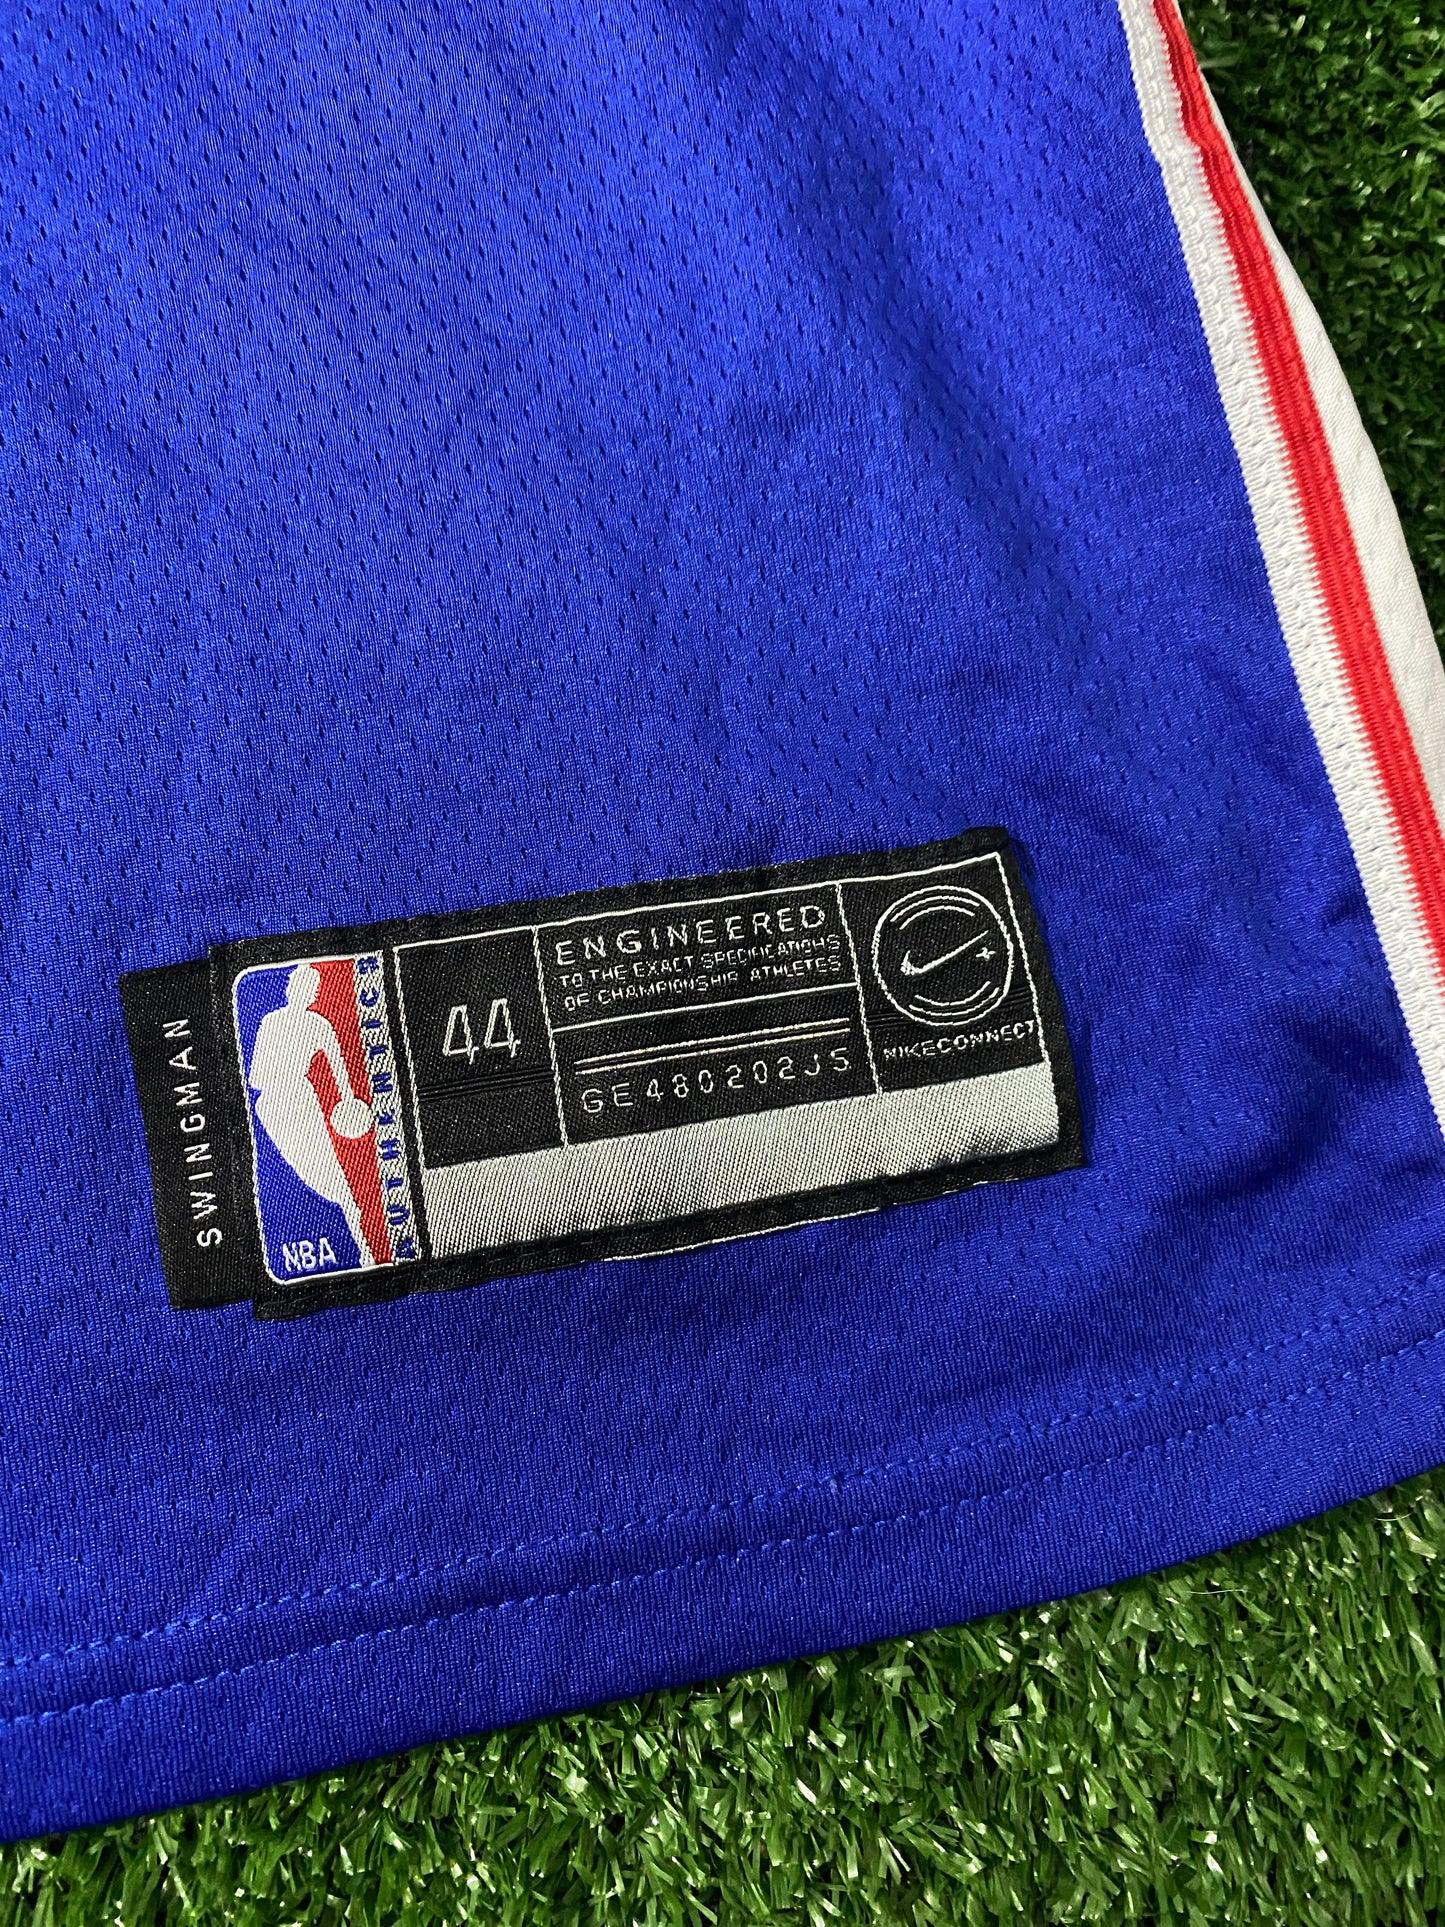 SWINGMAN
NBA
AUTHENTICS
44
ENGINEERED
TO THE EXACT SPECIFICATIONS
OF CHAMPIONSHIP ATHLETES
GE480202JS
NIKECONNECT